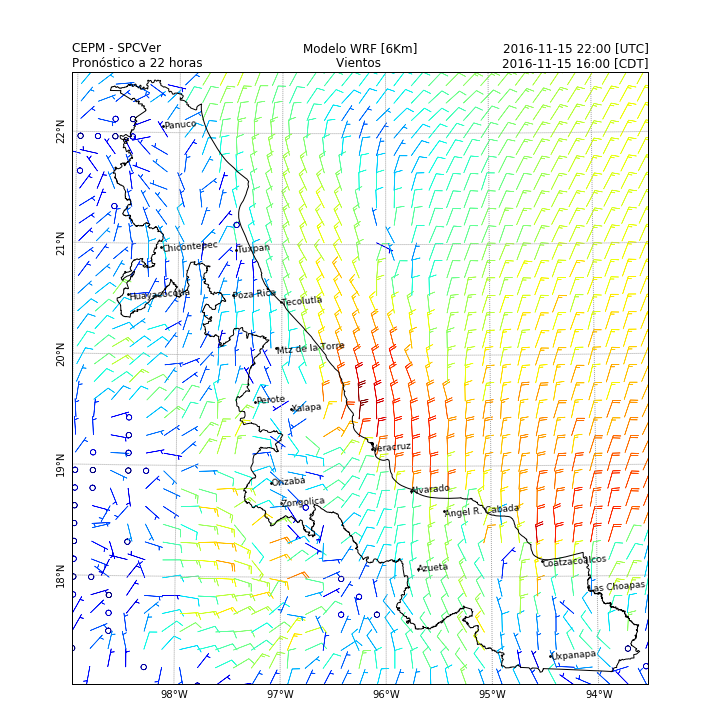 CEPM - SPCVer Modelo WRF [6Km] 2016-11-15 22:00 [UTC]
Pronóstico a 22 horas Vientos 2016-11-15 16:00 [CDT]
22°N
Panuco
21°N
Chicontepec Tuxpan
Huayacocotla Poza Rica Tecolutla
20°N
Mtz de la Torre
Perote Xalapa
19°N
Veracruz
Orizaba Alvarado
Zongolica Angel R. Cabada
18°N
Azueta Coatzacoalcos
Las Choapas
Uxpanapa
98°W 97°W 96°W 95°W 94°W